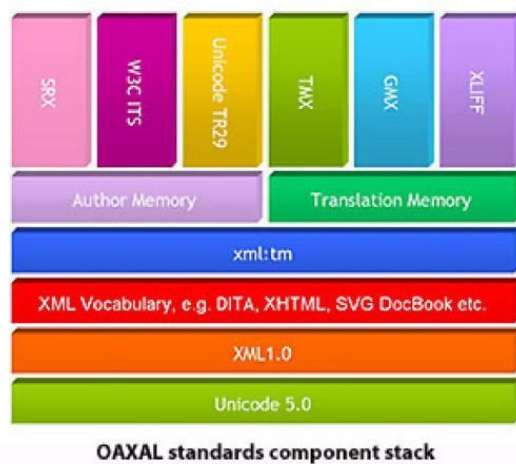 SRX
W3C ITS
Unicode TR29
TMX
GMX
XLIFF
Author Memory
Translation Memory
xml:tm
XML Vocabulary, e.g. DITA, XHTML, SVG DocBook etc.
XML1.0
Unicode 5.0
OAXAL standards component stack